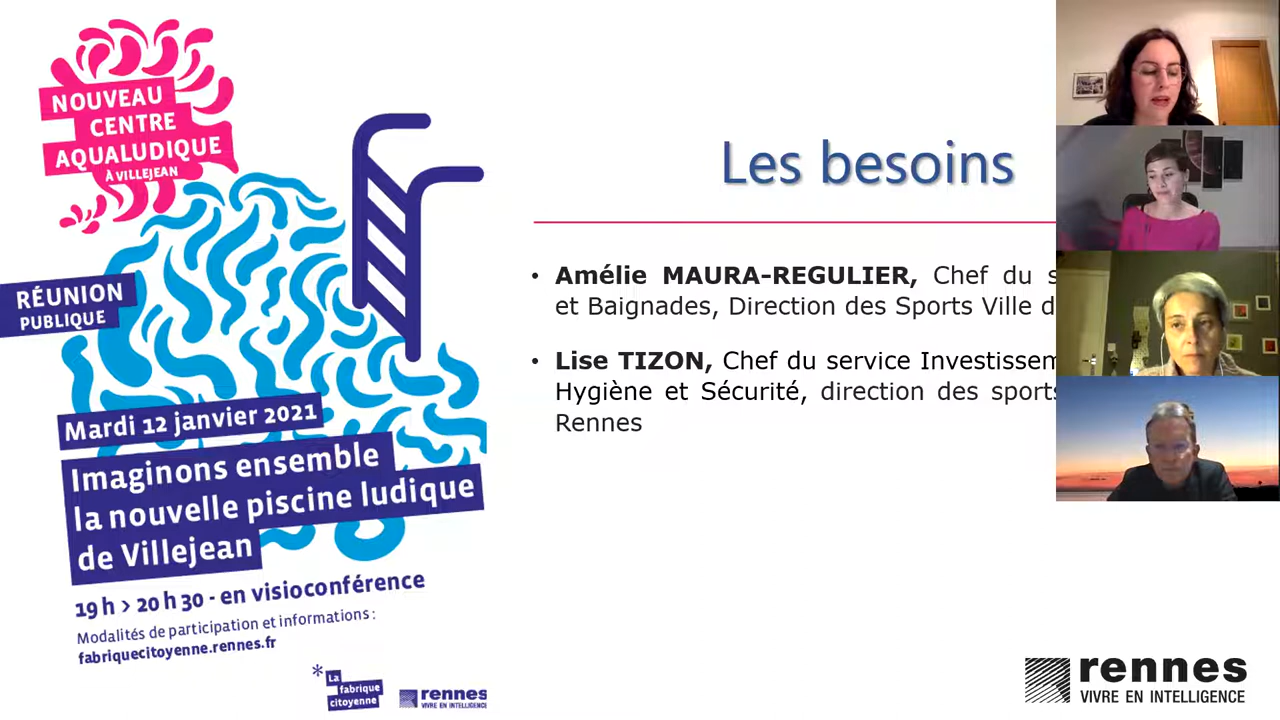 NOUVEAU
CENTRE
AQUALUDIQUE
À VILLEJEAN
RÉUNION
PUBLIQUE
Mardi 12 janvier 2021
Imaginons ensemble
la nouvelle piscine ludique
de Villejean
19 h > 20 h 30 - en visioconférence
Modalités de participation et informations :
fabriquecitoyenne.rennes.fr
* La
fabrique
citoyenne
rennes
VIVRE EN INTELLIGENCE
Les besoins
• Amélie MAURA-REGULIER, Chef du s
et Baignades, Direction des Sports Ville d
• Lise TIZON, Chef du service Investissem
Hygiène et Sécurité, direction des sports
Rennes
rennes
VIVRE EN INTELLIGENCE